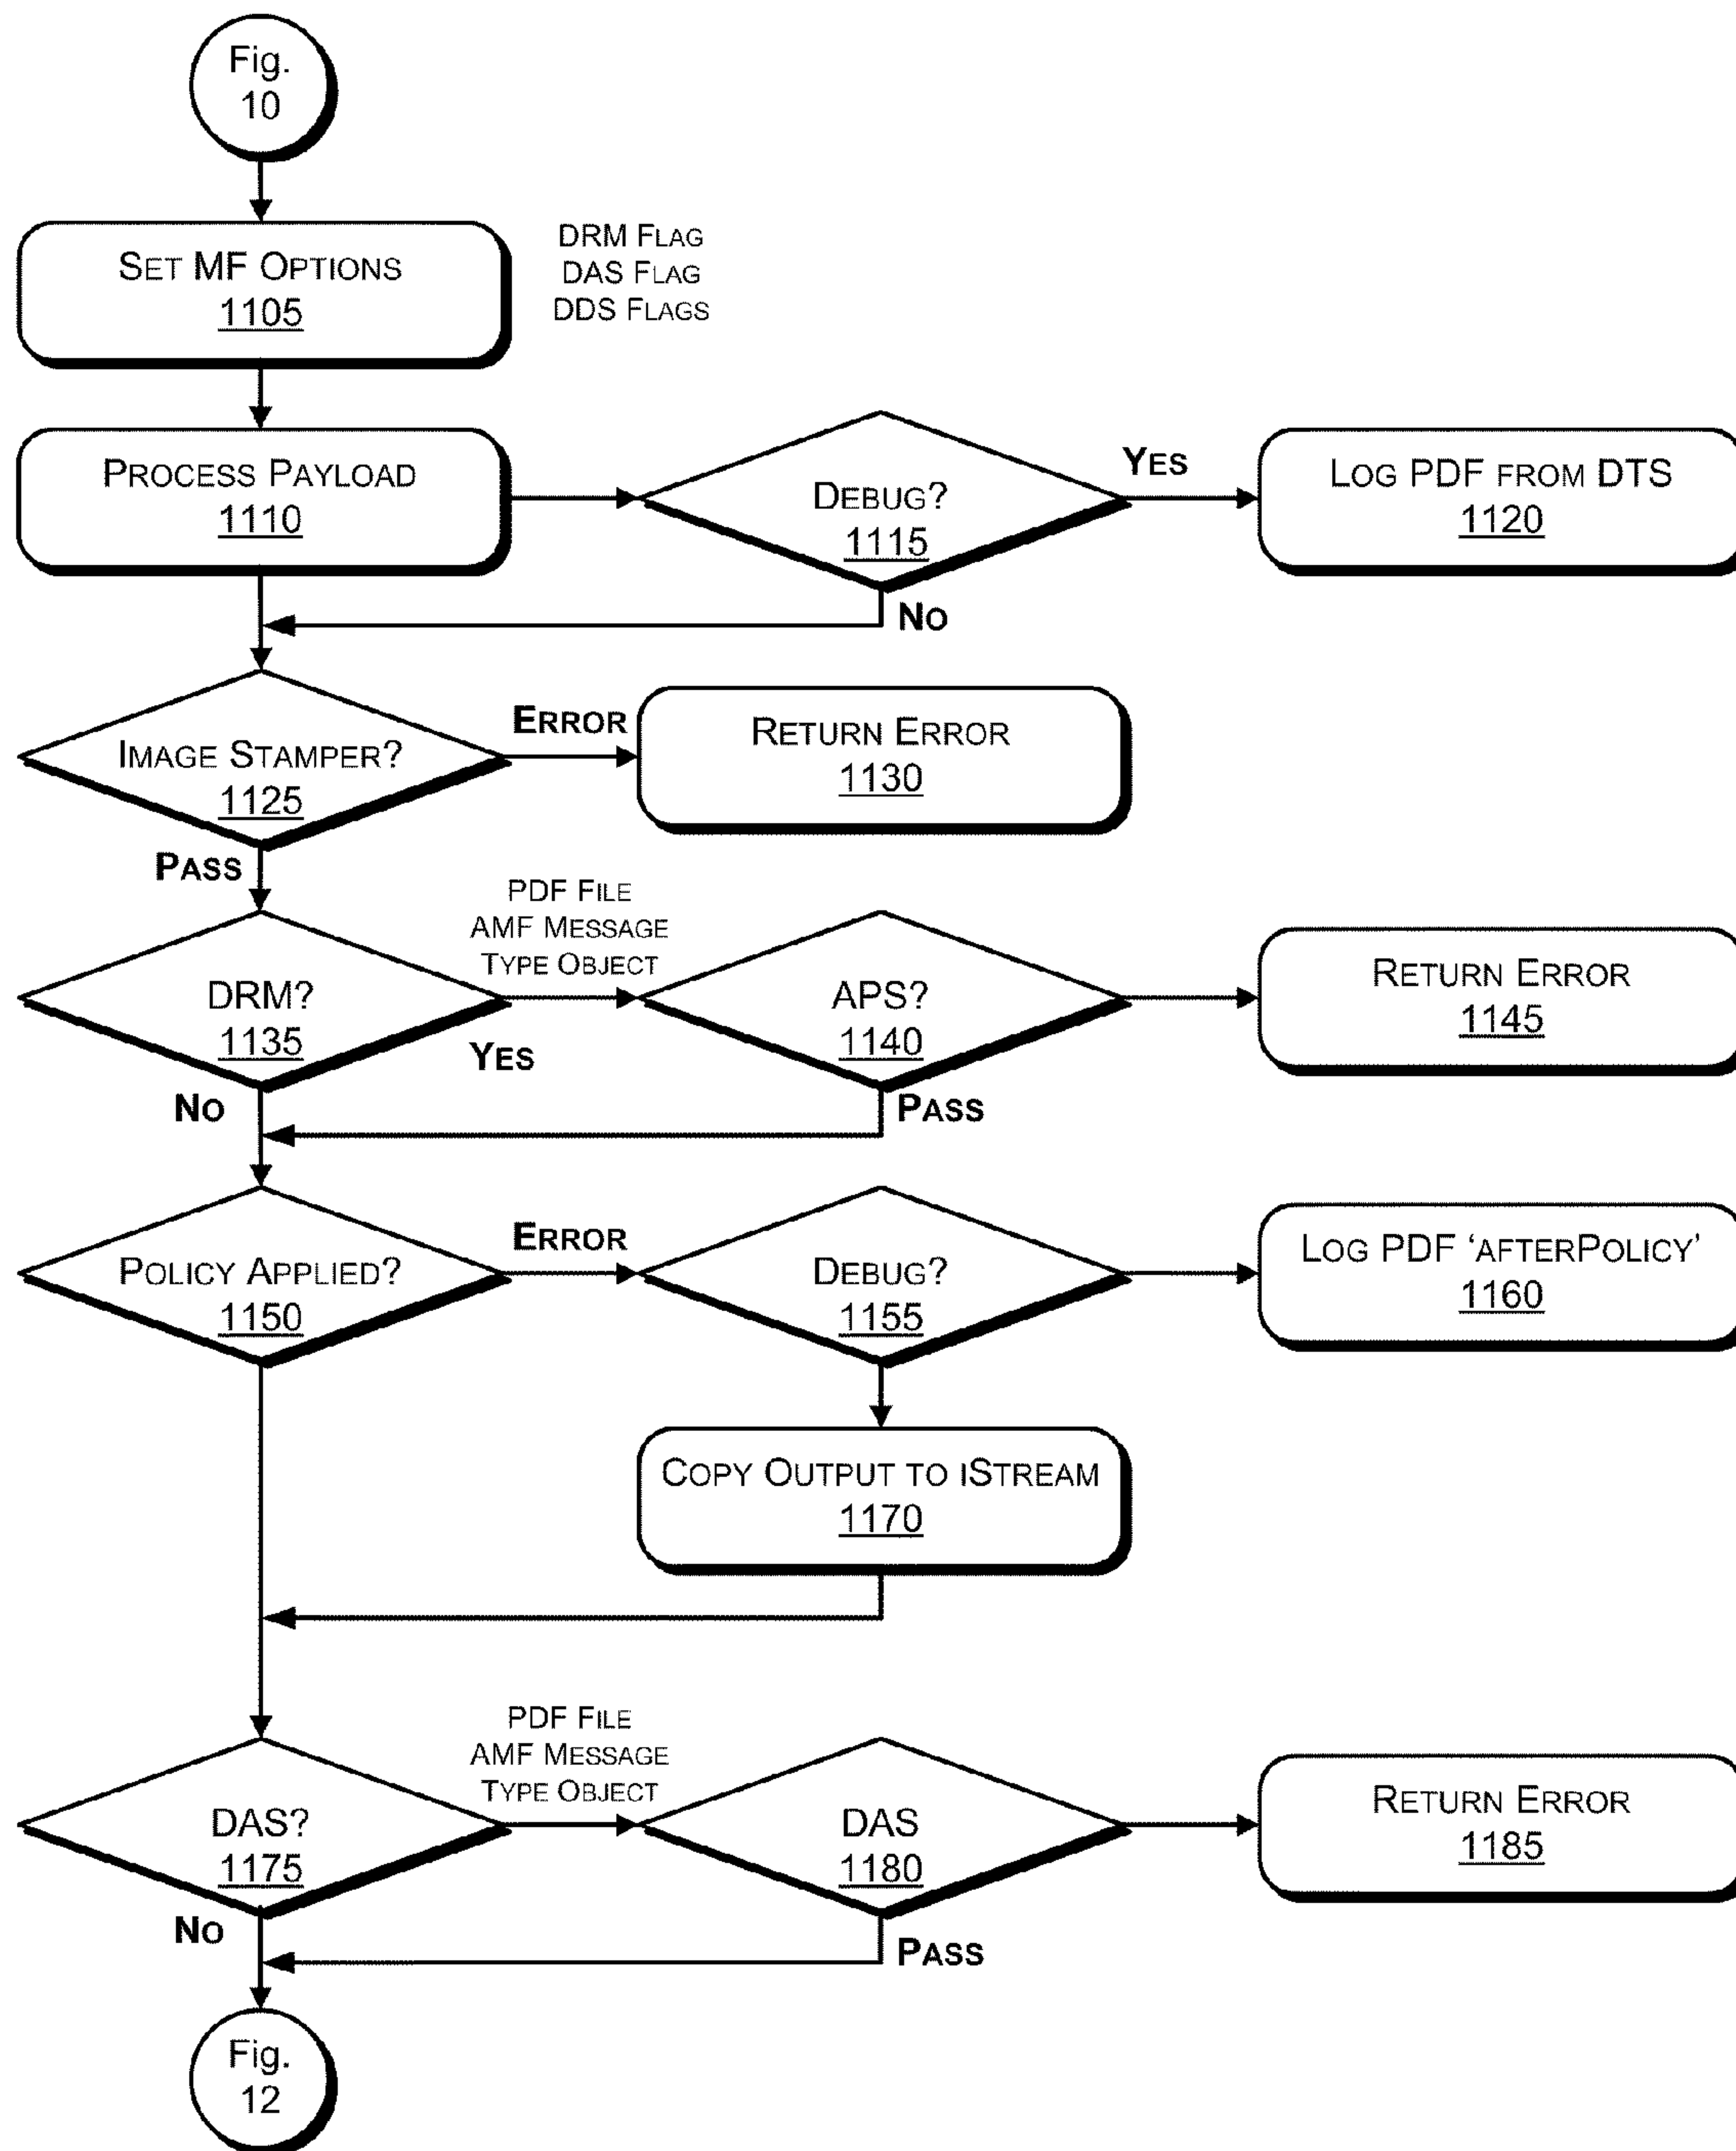 Fig.
10
SET MF OPTIONS
1105
DRM FLAG
DAS FLAG
DDS FLAGS
PROCESS PAYLOAD
1110
DEBUG?
1115
YES
LOG PDF FROM DTS
1120
NO
IMAGE STAMPER?
1125
ERROR
RETURN ERROR
1130
PASS
PDF FILE
AMF MESSAGE
TYPE OBJECT
DRM?
1135
YES
APS?
1140
RETURN ERROR
1145
NO
PASS
POLICY APPLIED?
1150
ERROR
DEBUG?
1155
LOG PDF ‘AFTERPOLICY’
1160
COPY OUTPUT TO ISTREAM
1170
PDF FILE
AMF MESSAGE
TYPE OBJECT
DAS?
1175
DAS
1180
RETURN ERROR
1185
NO
PASS
Fig.
12